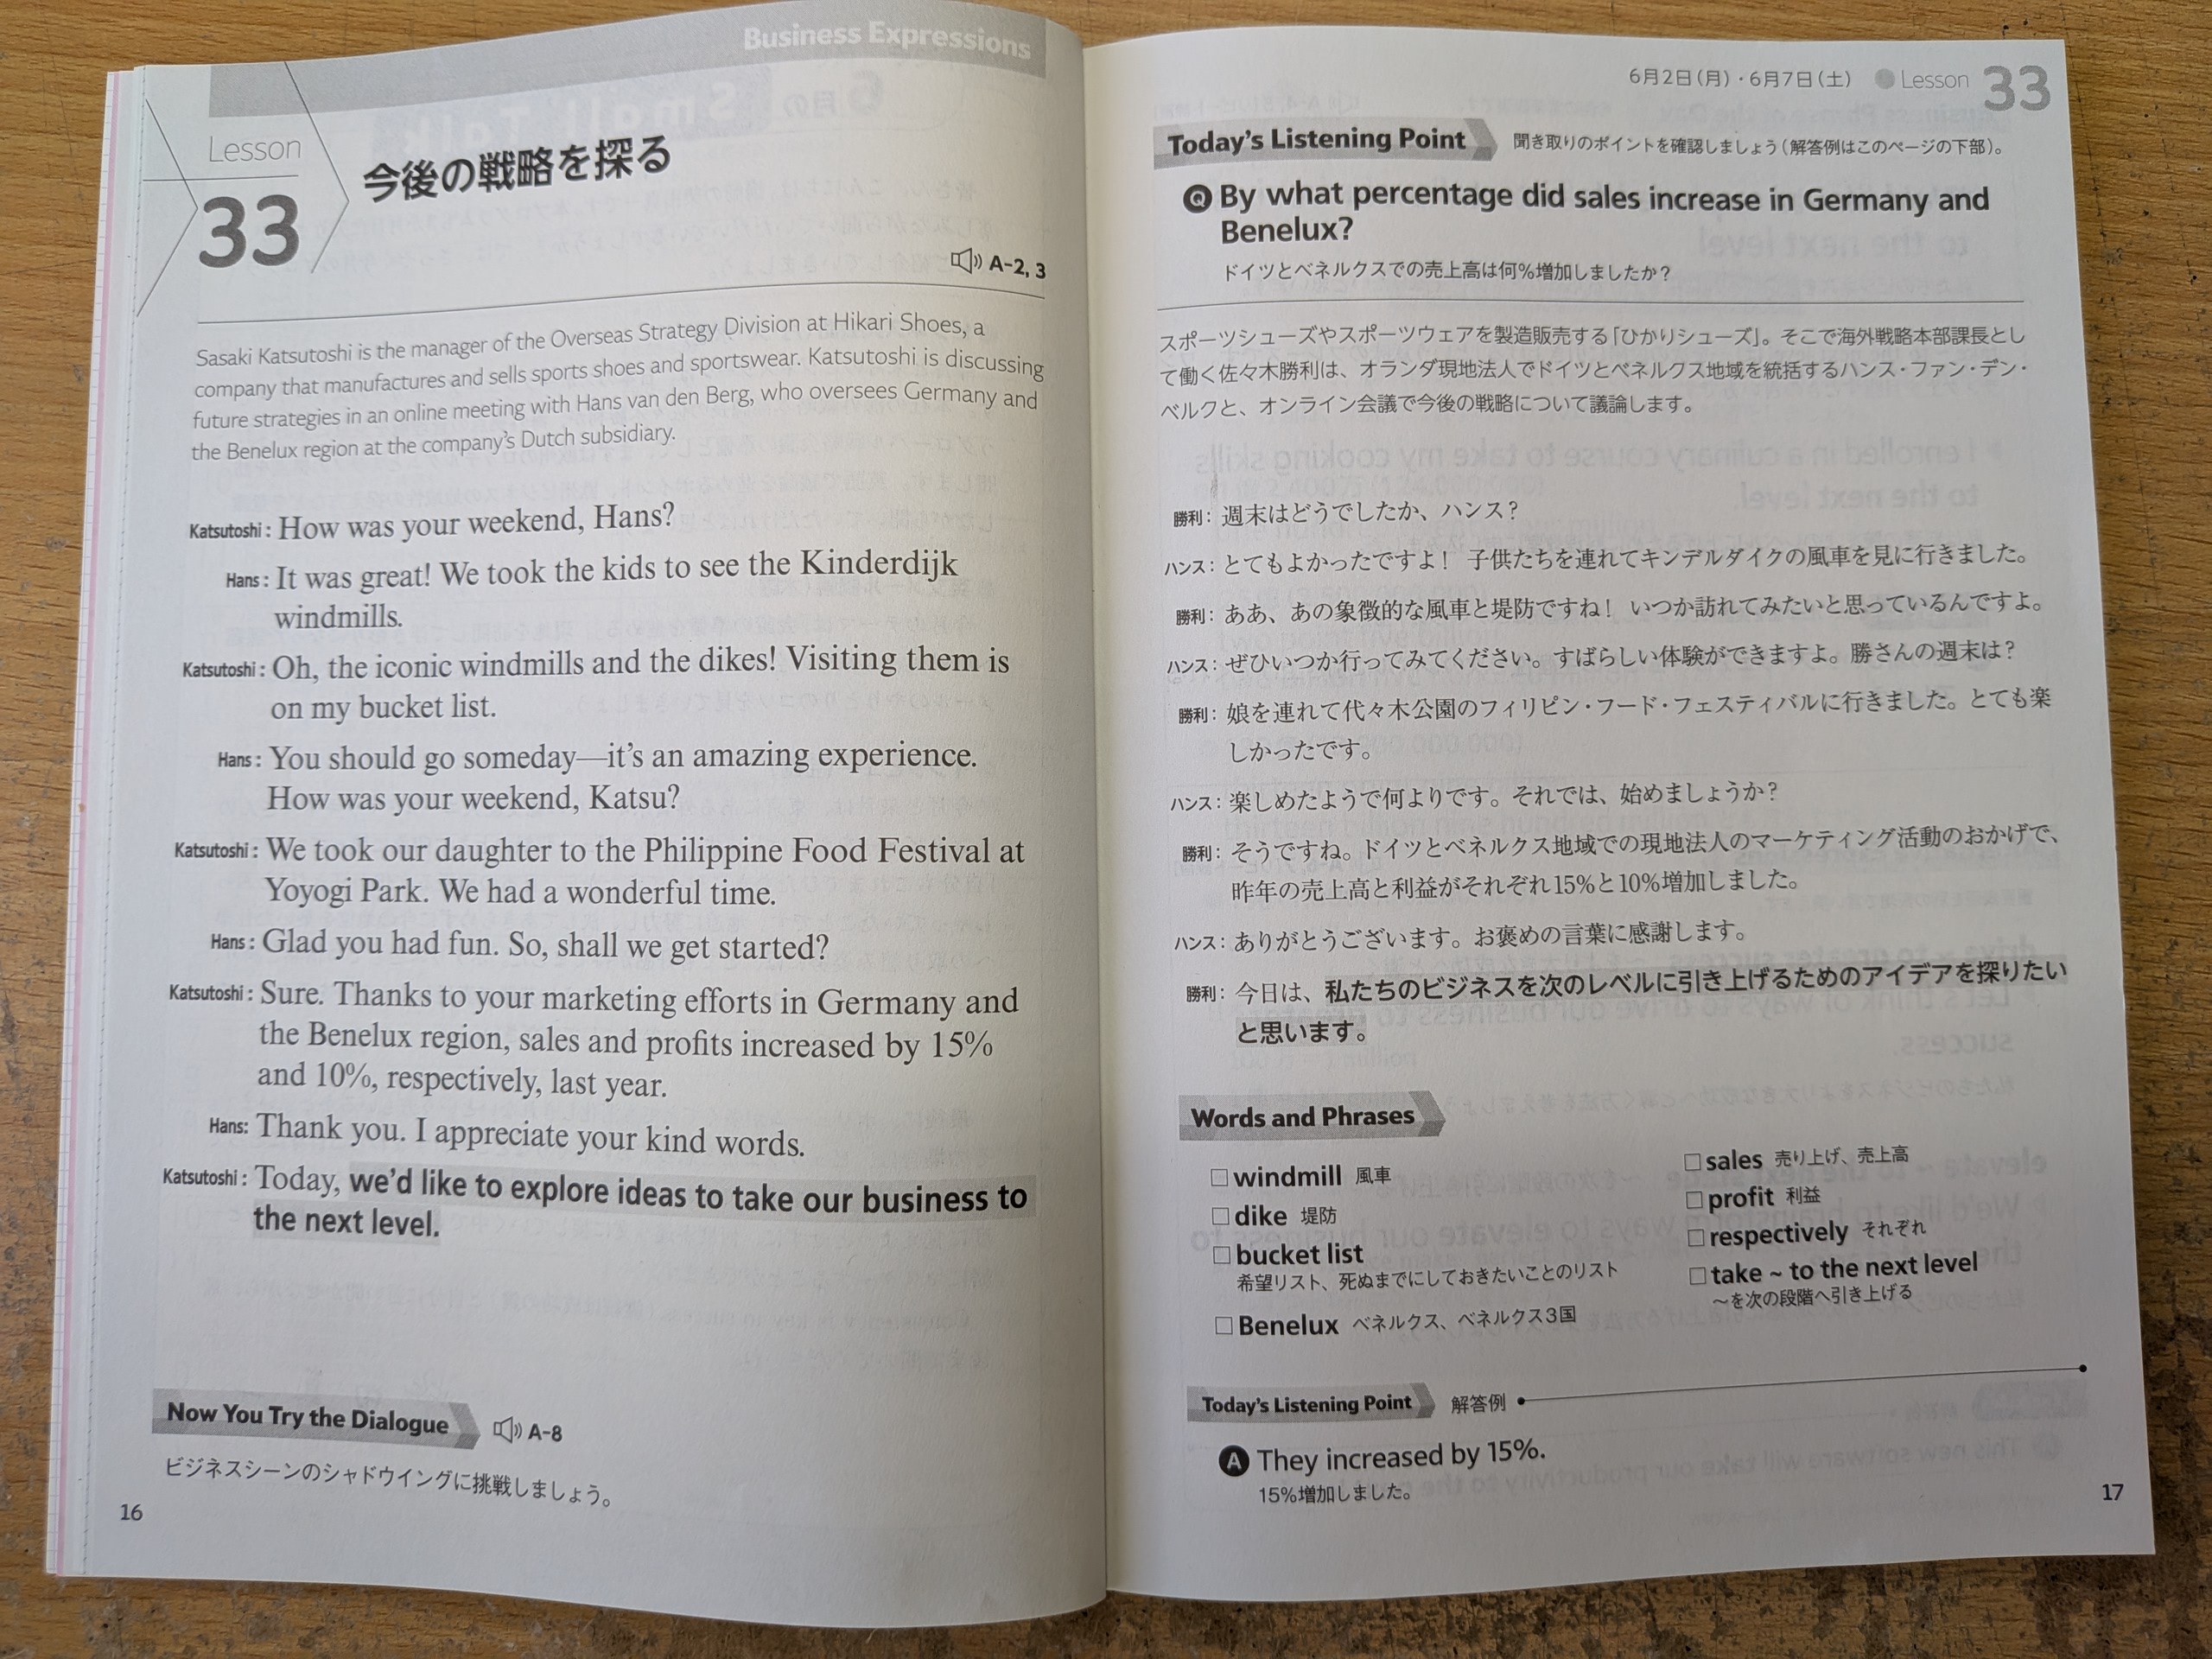 Business Expressions
Lesson
33
今後の戦略を探る
A-2, 3
Sasaki Katsutoshi is the manager of the Overseas Strategy Division at Hikari Shoes, a
company that manufactures and sells sports shoes and sportswear. Katsutoshi is discussing
future strategies in an online meeting with Hans van den Berg, who oversees Germany and
the Benelux region at the company's Dutch subsidiary.
Katsutoshi : How was your weekend, Hans?
Hans : It was great! We took the kids to see the Kinderdijk
windmills.
Katsutoshi : Oh, the iconic windmills and the dikes! Visiting them is
on my bucket list.
Hans : You should go someday—it's an amazing experience.
How was your weekend, Katsu?
Katsutoshi : We took our daughter to the Philippine Food Festival at
Yoyogi Park. We had a wonderful time.
Hans : Glad you had fun. So, shall we get started?
Katsutoshi : Sure. Thanks to your marketing efforts in Germany and
the Benelux region, sales and profits increased by 15%
and 10%, respectively, last year.
Hans: Thank you. I appreciate your kind words.
Katsutoshi : Today, we'd like to explore ideas to take our business to
the next level.
Now You Try the Dialogue A-8
ビジネスシーンのシャドウイングに挑戦しましょう。
16
6月2日(月)・6月7日(土) ●Lesson 33
Today's Listening Point 聞き取りのポイントを確認しましょう(解答例はこのページの下部)。
Q By what percentage did sales increase in Germany and
Benelux?
ドイツとベネルクスでの売上高は何%増加しましたか?
スポーツシューズやスポーツウェアを製造販売する「ひかりシューズ」。そこで海外戦略本部課長とし
て働く佐々木勝利は、オランダ現地法人でドイツとベネルクス地域を統括するハンス・ファン・デン・
ベルクと、オンライン会議で今後の戦略について議論します。
勝利: 週末はどうでしたか、ハンス?
ハンス: とてもよかったですよ! 子供たちを連れてキンデルダイクの風車を見に行きました。
勝利: ああ、あの象徴的な風車と堤防ですね! いつか訪れてみたいと思っているんですよ。
ハンス: ぜひいつか行ってみてください。すばらしい体験ができますよ。勝さんの週末は?
勝利: 娘を連れて代々木公園のフィリピン・フード・フェスティバルに行きました。とても楽
しかったです。
ハンス: 楽しめたようで何よりです。それでは、始めましょうか?
勝利: そうですね。ドイツとベネルクス地域での現地法人のマーケティング活動のおかげで、
昨年の売上高と利益がそれぞれ15%と10%増加しました。
ハンス: ありがとうございます。お褒めの言葉に感謝します。
勝利: 今日は、私たちのビジネスを次のレベルに引き上げるためのアイデアを探りたい
と思います。
Words and Phrases
□ windmill 風車
□ dike 堤防
□ bucket list
希望リスト、死ぬまでにしておきたいことのリスト
□ Benelux ベネルクス、ベネルクス3国
□ sales 売り上げ、売上高
□ profit 利益
□ respectively それぞれ
□ take ~ to the next level
～を次の段階へ引き上げる
Today's Listening Point 解答例
A They increased by 15%.
15%増加しました。
17